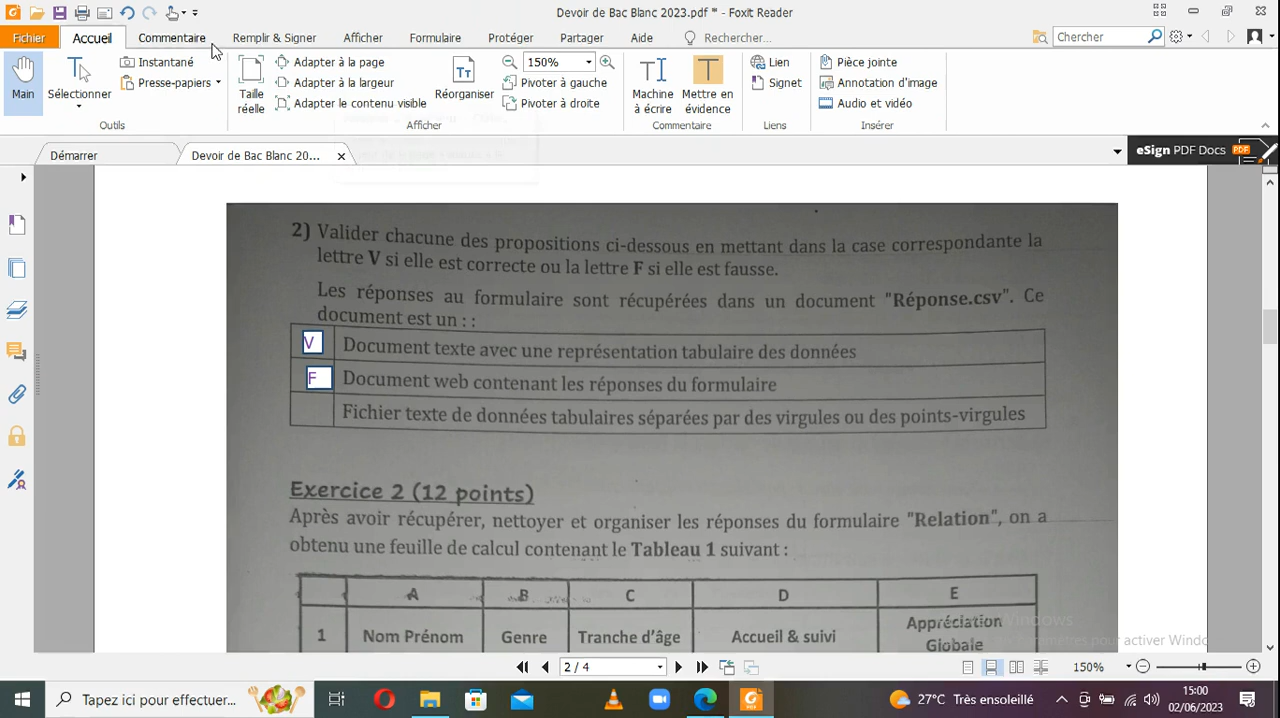 Devoir de Bac Blanc 2023.pdf * - Foxit Reader
Fichier Accueil Commentaire Remplir & Signer Afficher Formulaire Protéger Partager Aide Rechercher... Chercher
Main
Sélectionner
Instantané
Presse-papiers
Outils
Taille réelle
Adapter à la page
Adapter à la largeur
Adapter le contenu visible
Réorganiser
150%
Pivoter à gauche
Pivoter à droite
Afficher
Machine à écrire
Mettre en évidence
Commentaire
Lien
Signet
Liens
Pièce jointe
Annotation d'image
Audio et vidéo
Insérer
Démarrer Devoir de Bac Blanc 20... eSign PDF Docs PDF
2) Valider chacune des propositions ci-dessous en mettant dans la case correspondante la
lettre V si elle est correcte ou la lettre F si elle est fausse.
Les réponses au formulaire sont récupérées dans un document "Réponse.csv". Ce
document est un : :
V Document texte avec une représentation tabulaire des données
F Document web contenant les réponses du formulaire
Fichier texte de données tabulaires séparées par des virgules ou des points-virgules
Exercice 2 (12 points)
Après avoir récupérer, nettoyer et organiser les réponses du formulaire "Relation", on a
obtenu une feuille de calcul contenant le Tableau 1 suivant :
A B C D E
1 Nom Prénom Genre Tranche d'âge Accueil & suivi Appréciation Globale
2 / 4 150%
Tapez ici pour effectuer... 27°C Très ensoleillé 15:00
02/06/2023